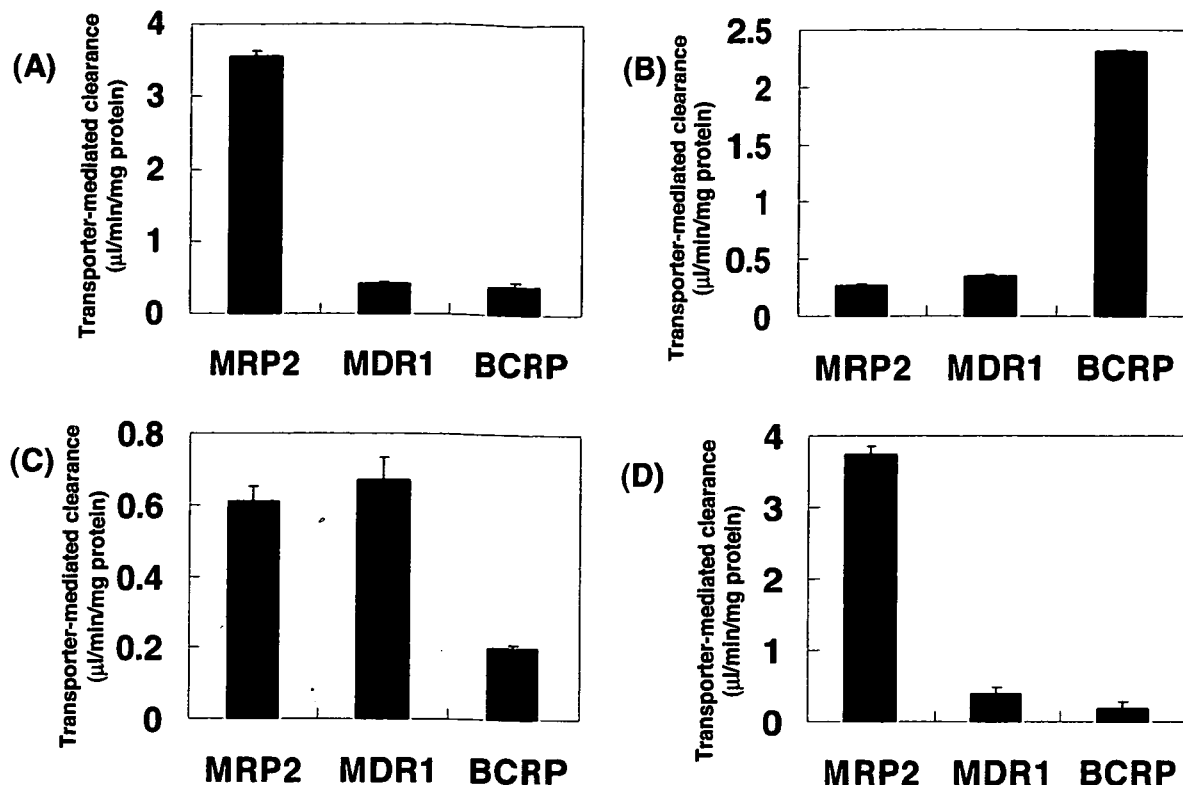 (A)
Transporter-mediated clearance
(μl/min/mg protein)
4
3
2
1
0
MRP2 MDR1 BCRP
(B)
Transporter-mediated clearance
(μl/min/mg protein)
2.5
2
1.5
1
0.5
0
MRP2 MDR1 BCRP
(C)
Transporter-mediated clearance
(μl/min/mg protein)
0.8
0.6
0.4
0.2
0
MRP2 MDR1 BCRP
(D)
Transporter-mediated clearance
(μl/min/mg protein)
4
3
2
1
0
MRP2 MDR1 BCRP